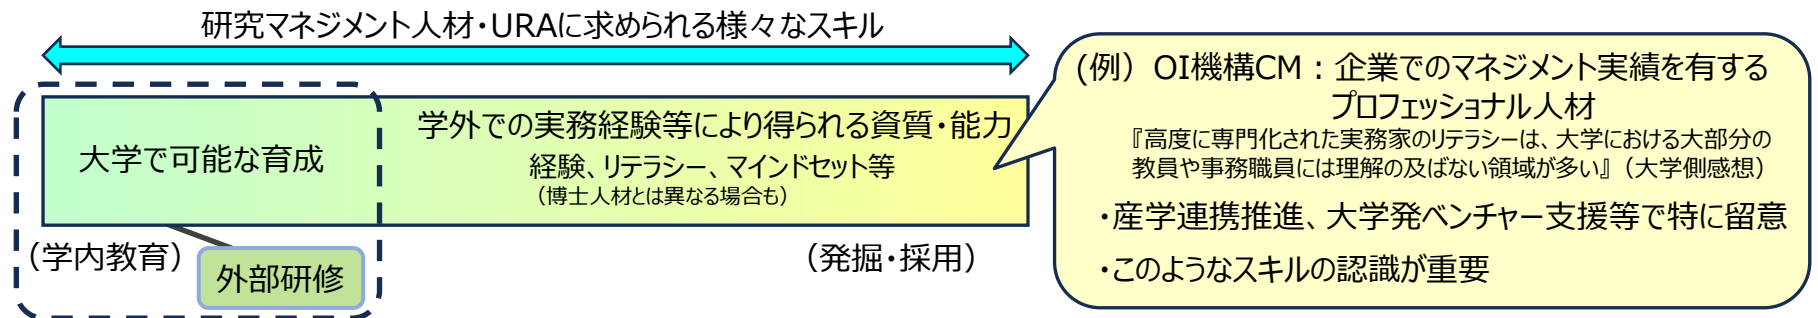 研究マネジメント人材・URAに求められる様々なスキル
大学で可能な育成
学外での実務経験等により得られる資質・能力
経験、リテラシー、マインドセット等
（博士人材とは異なる場合も）
（学内教育）
外部研修
（発掘・採用）
(例）OI機構CM：企業でのマネジメント実績を有する
プロフェッショナル人材
『高度に専門化された実務家のリテラシーは、大学における大部分の
教員や事務職員には理解の及ばない領域が多い』（大学側感想）
・産学連携推進、大学発ベンチャー支援等で特に留意
・このようなスキルの認識が重要